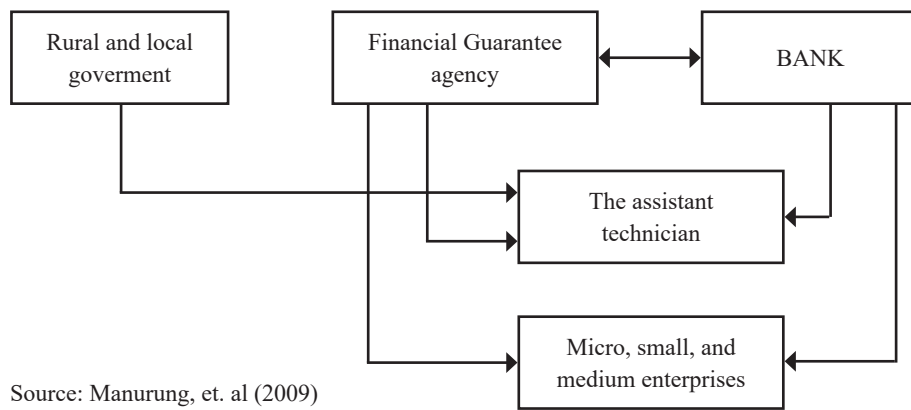 Rural and local
goverment
Financial Guarantee
agency
BANK
The assistant
technician
Micro, small, and
medium enterprises
Source: Manurung, et. al (2009)